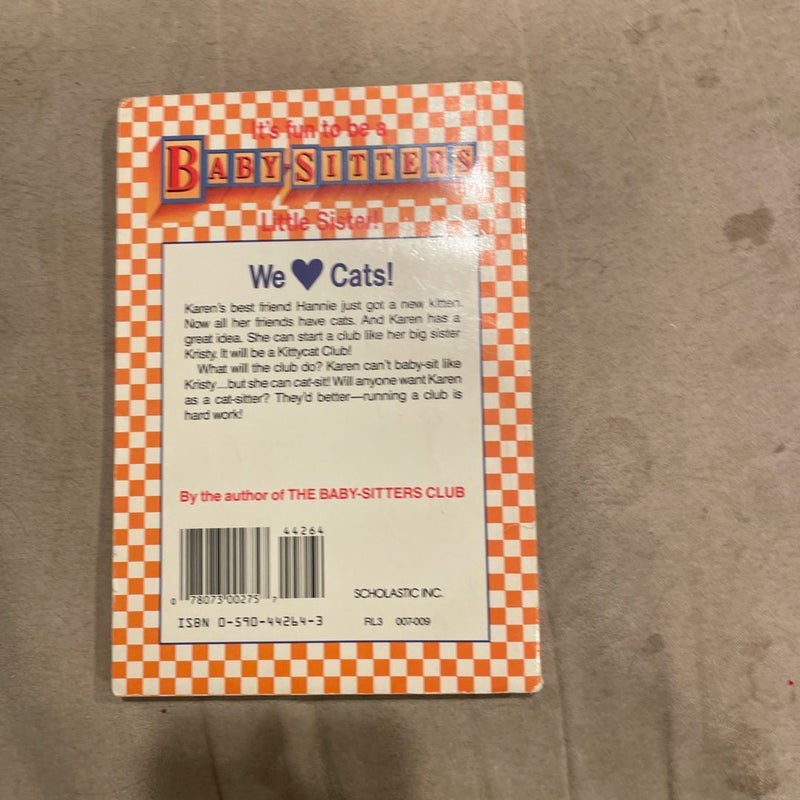 It's fun to be a
BABY-SITTERS
Little Sister!
We ♥ Cats!
Karen's best friend Hannie just got a new kitten.
Now all her friends have cats. And Karen has a
great idea. She can start a club like her big sister
Kristy. It will be a Kittycat Club!
What will the club do? Karen can't baby-sit like
Kristy....but she can cat-sit! Will anyone want Karen
as a cat-sitter? They'd better—running a club is
hard work!
By the author of THE BABY-SITTERS CLUB
44264
0 78073 00275 7
SCHOLASTIC INC.
ISBN 0-590-44264-3
RL3 007-009